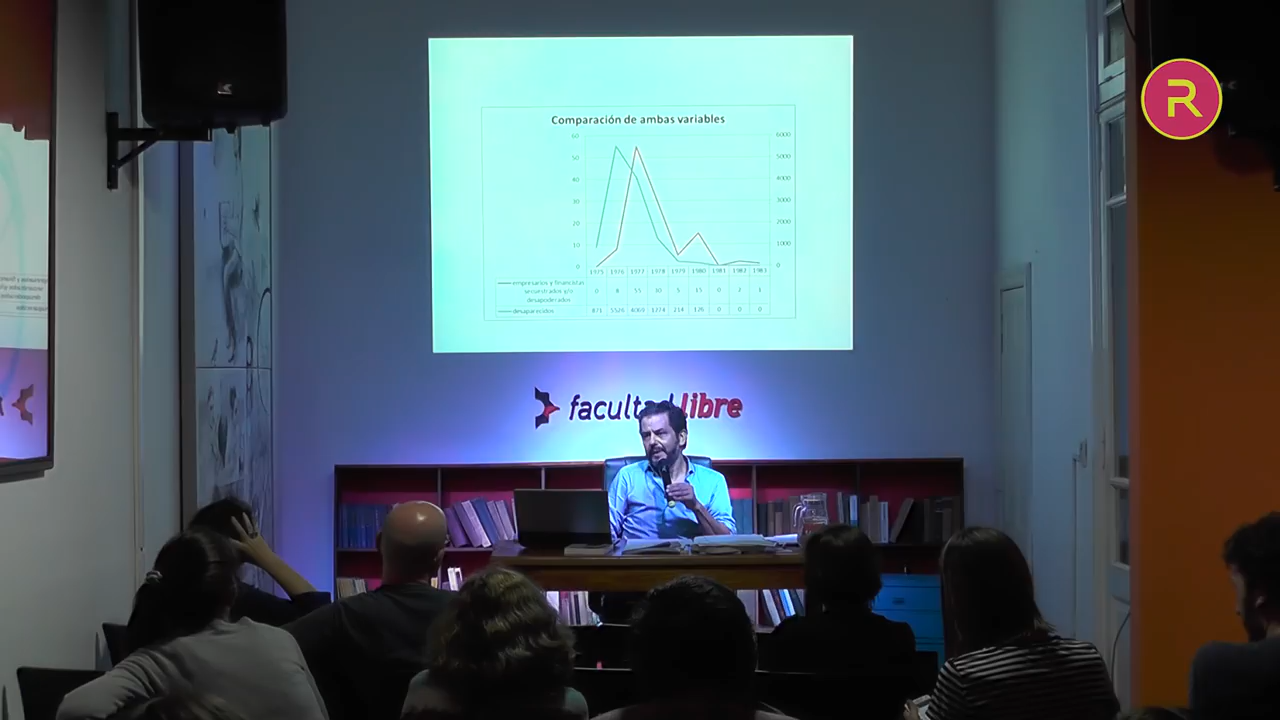 R
Comparación de ambas variables
60 6000
50 5000
40 4000
30 3000
20 2000
10 1000
0 0
1975 1976 1977 1978 1979 1980 1981 1982 1983
empresarios y financistas
secuestrados y/o
desapoderados
0 8 55 30 5 15 0 2 1
desaparecidos 871 5526 4069 1274 214 126 0 0 0
facultad libre